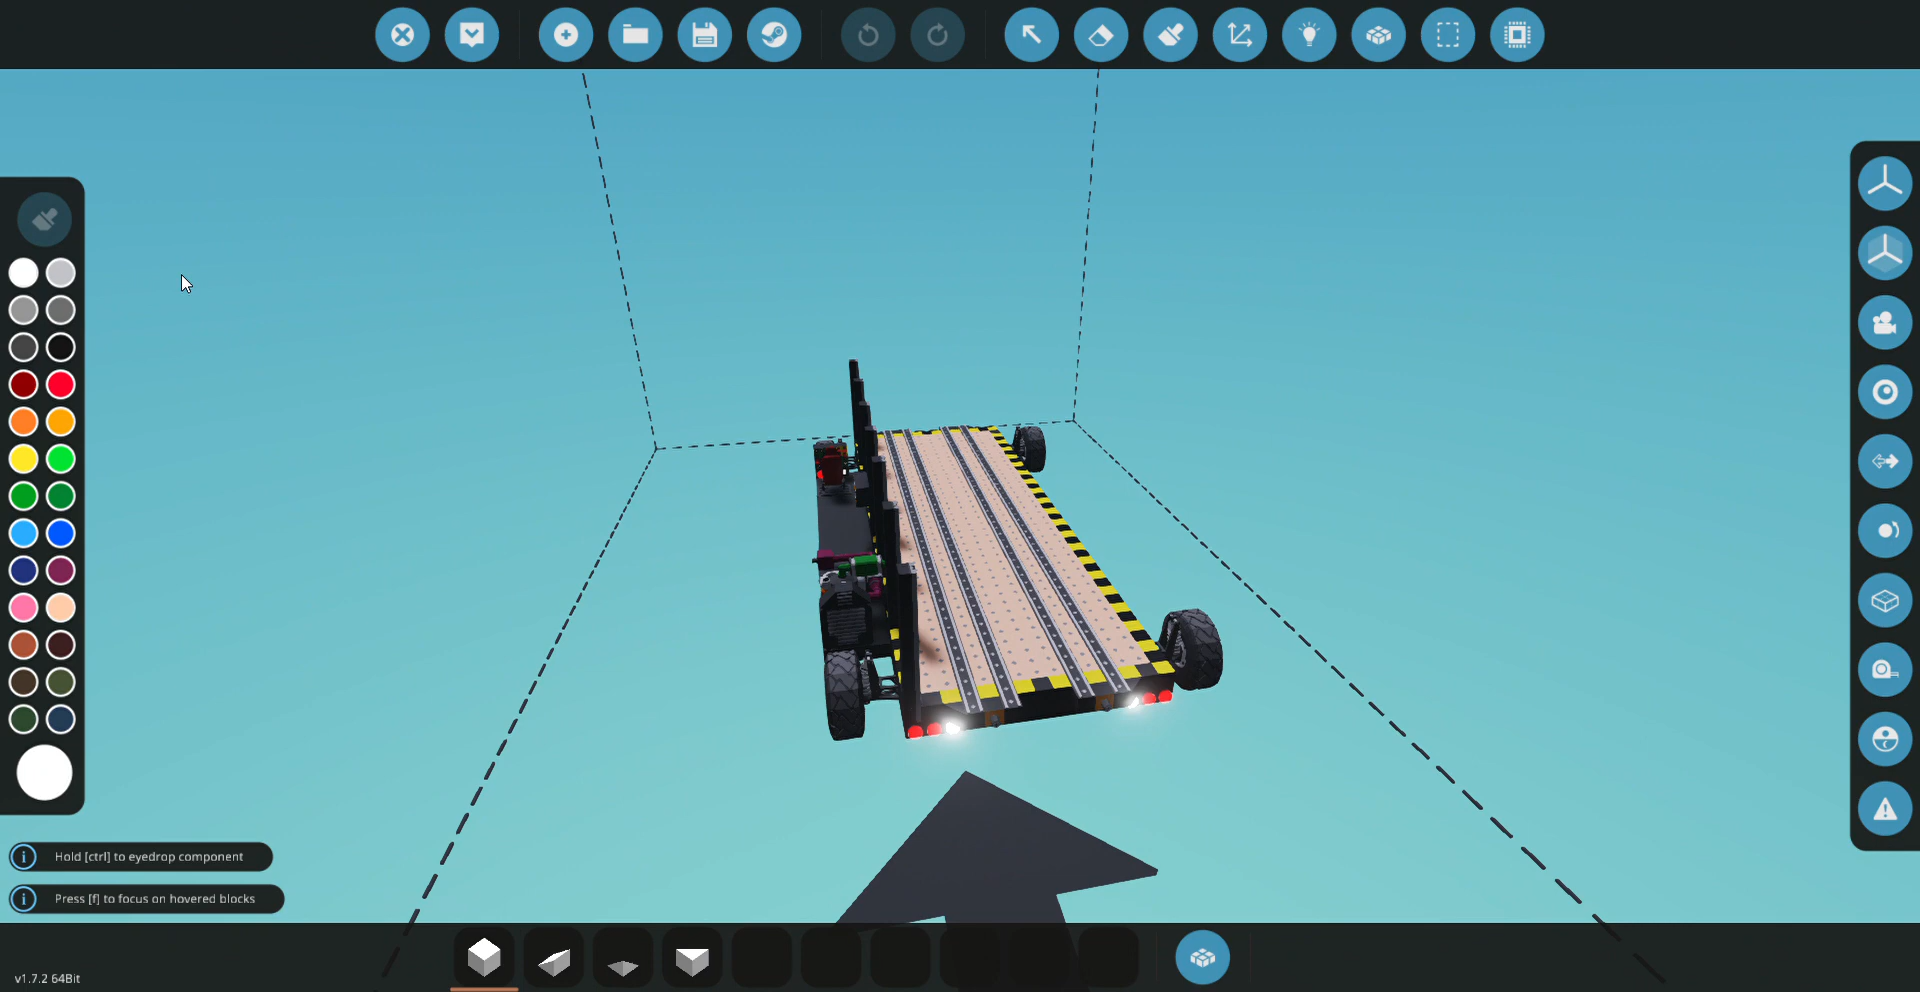 Hold [ctrl] to eyedrop component
Press [f] to focus on hovered blocks
v1.7.2 64Bit